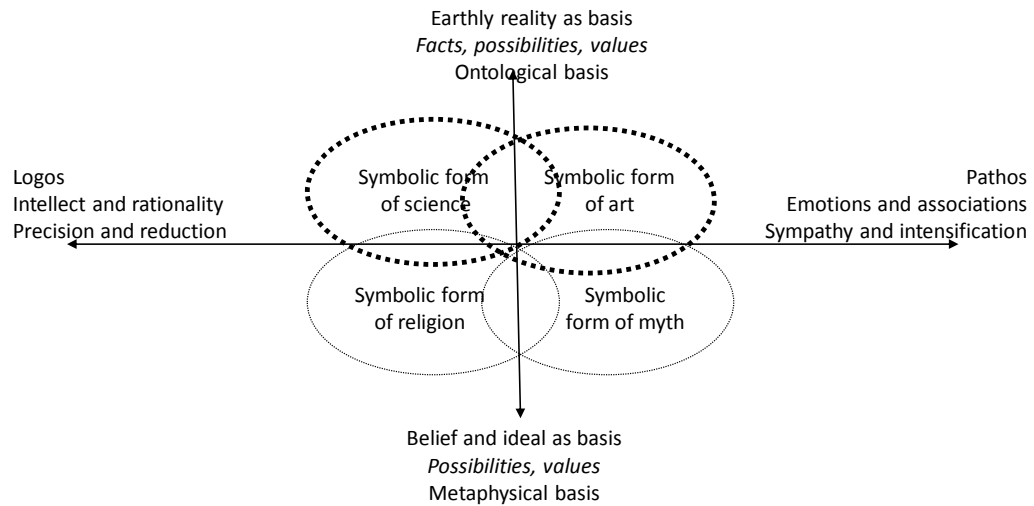 Earthly reality as basis
Facts, possibilities, values
Ontological basis
Logos
Intellect and rationality
Precision and reduction
Symbolic form
of science
Symbolic form
of art
Pathos
Emotions and associations
Sympathy and intensification
Symbolic form
of religion
Symbolic
form of myth
Belief and ideal as basis
Possibilities, values
Metaphysical basis